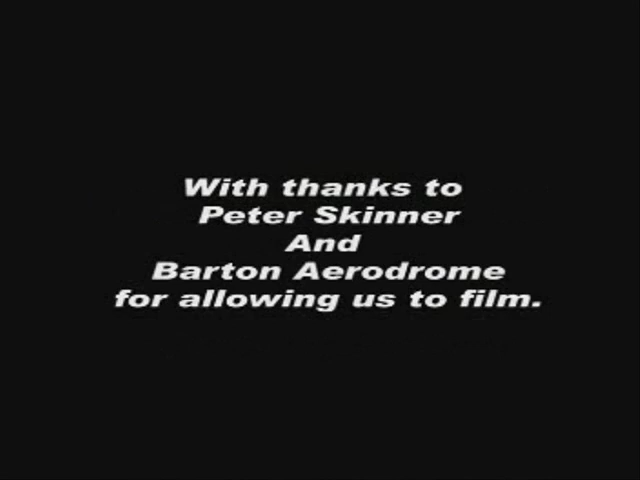 With thanks to
Peter Skinner
And
Barton Aerodrome
for allowing us to film.